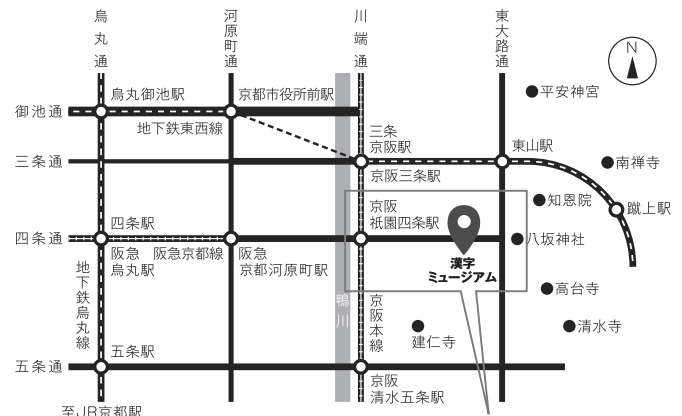 烏丸通
河原町通
川端通
東大路通
N
平安神宮
御池通
烏丸御池駅
京都市役所前駅
地下鉄東西線
三条
京阪駅
東山駅
南禅寺
三条通
京阪三条駅
知恩院
蹴上駅
京阪
祇園四条駅
四条駅
四条通
八坂神社
阪急
烏丸駅
阪急京都線
阪急
京都河原町駅
漢字
ミュージアム
地下鉄烏丸線
高台寺
鴨川
京阪本線
清水寺
建仁寺
五条駅
五条通
京阪
清水五条駅
至JR京都駅